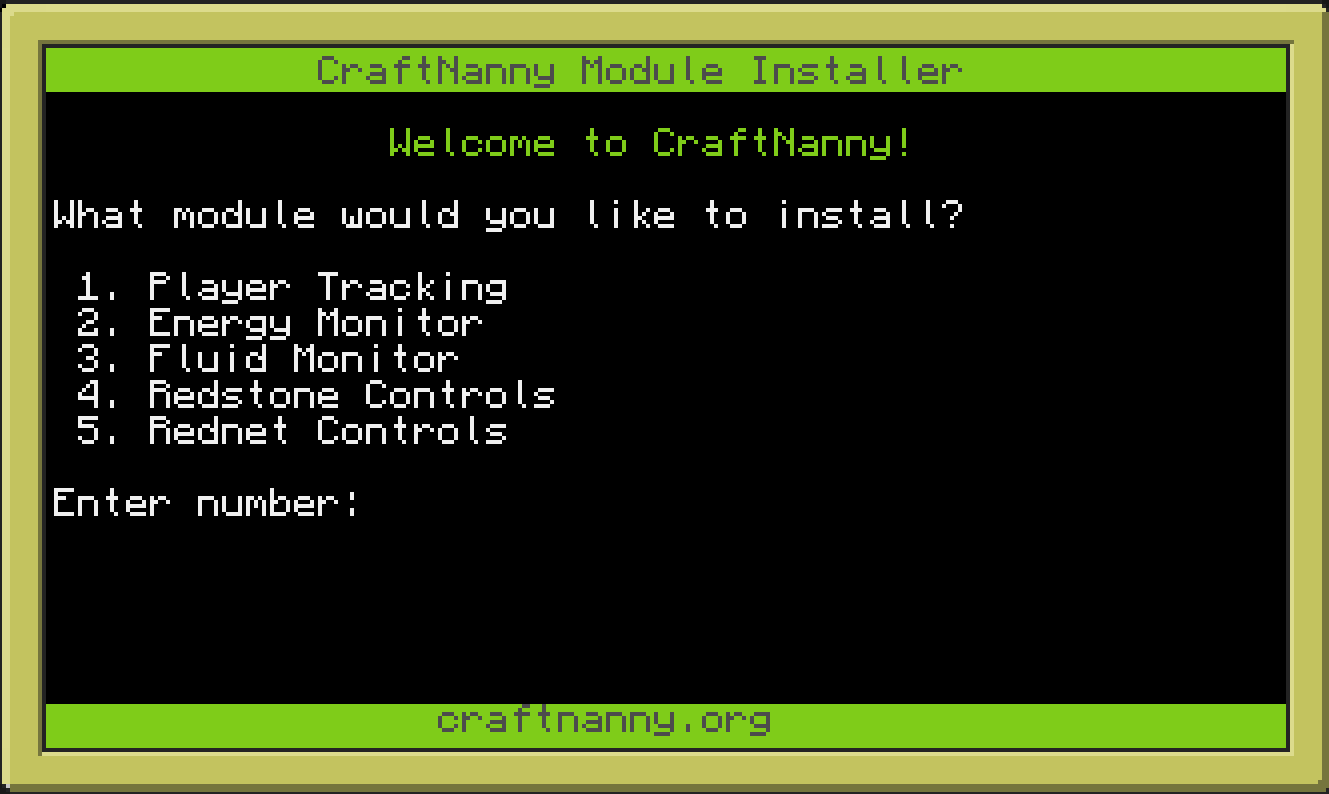 CraftNanny Module Installer
Welcome to CraftNanny!
What module would you like to install?
1. Player Tracking
2. Energy Monitor
3. Fluid Monitor
4. Redstone Controls
5. Rednet Controls
Enter number:
craftnanny.org